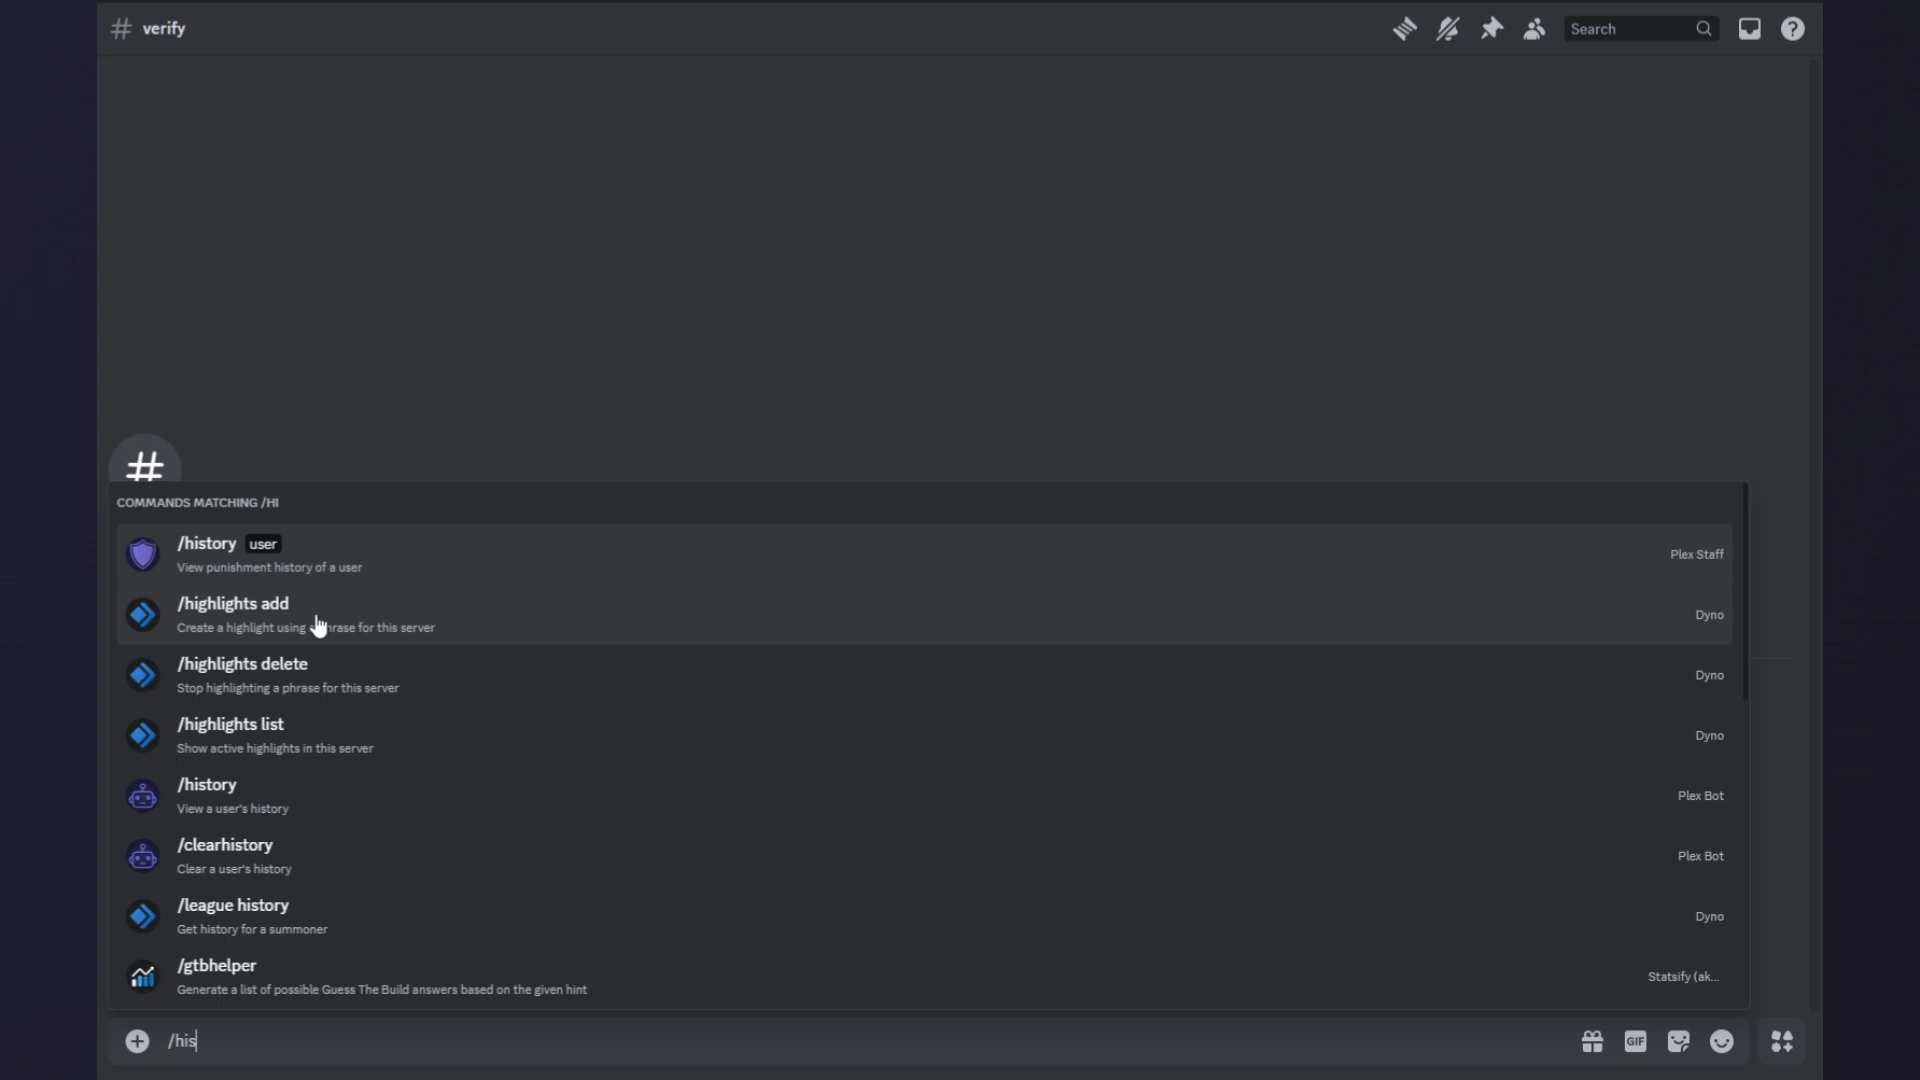 verify
Search
COMMANDS MATCHING /HI
/history user
View punishment history of a user
Plex Staff
/highlights add
Create a highlight using phrase for this server
Dyno
/highlights delete
Stop highlighting a phrase for this server
Dyno
/highlights list
Show active highlights in this server
Dyno
/history
View a user's history
Plex Bot
/clearhistory
Clear a user's history
Plex Bot
/league history
Get history for a summoner
Dyno
/gtbhelper
Generate a list of possible Guess The Build answers based on the given hint
Statsify (ak...
/his
GIF